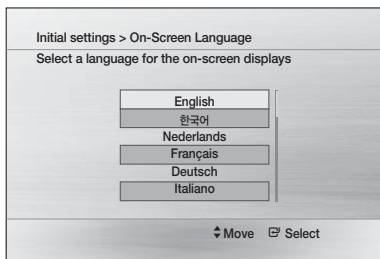 Initial settings > On-Screen Language
Select a language for the on-screen displays
English
한국어
Nederlands
Français
Deutsch
Italiano
Move Select